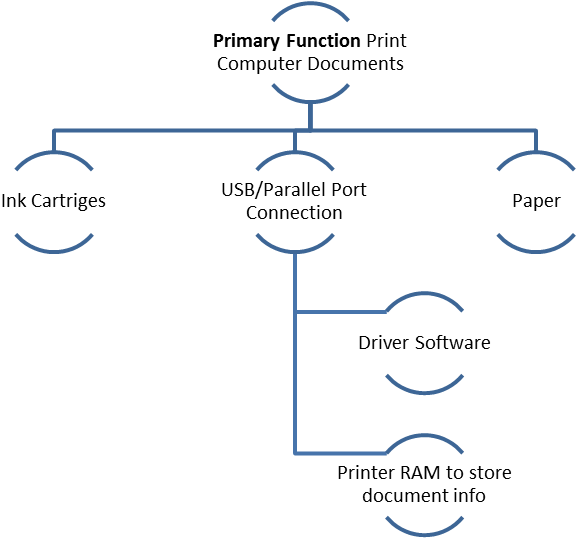 Primary Function Print
Computer Documents
Ink Cartriges
USB/Parallel Port
Connection
Paper
Driver Software
Printer RAM to store
document info